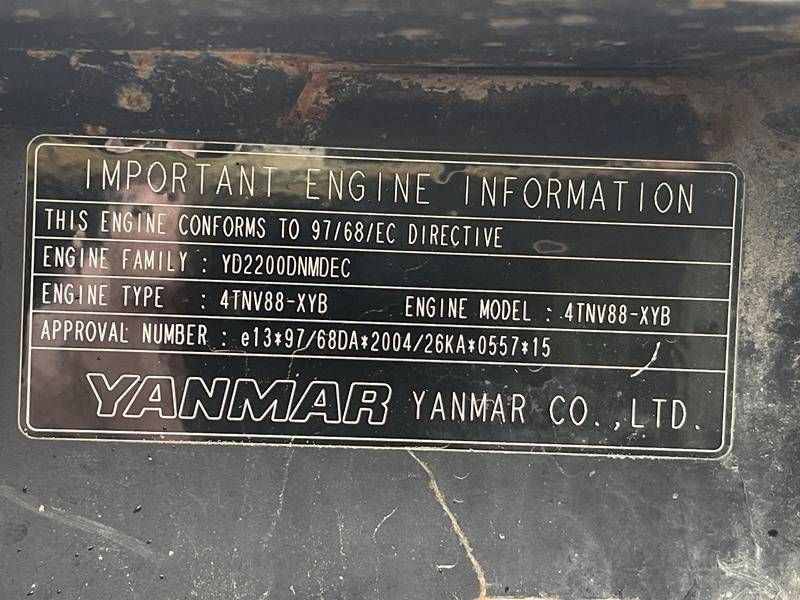 IMPORTANT ENGINE INFORMATION
THIS ENGINE CONFORMS TO 97/68/EC DIRECTIVE
ENGINE FAMILY : YD2200DNMDEC
ENGINE TYPE : 4TNV88-XYB ENGINE MODEL : 4TNV88-XYB
APPROVAL NUMBER : e13*97/68DA*2004/26KA*0557*15
YANMAR YANMAR CO.,LTD.